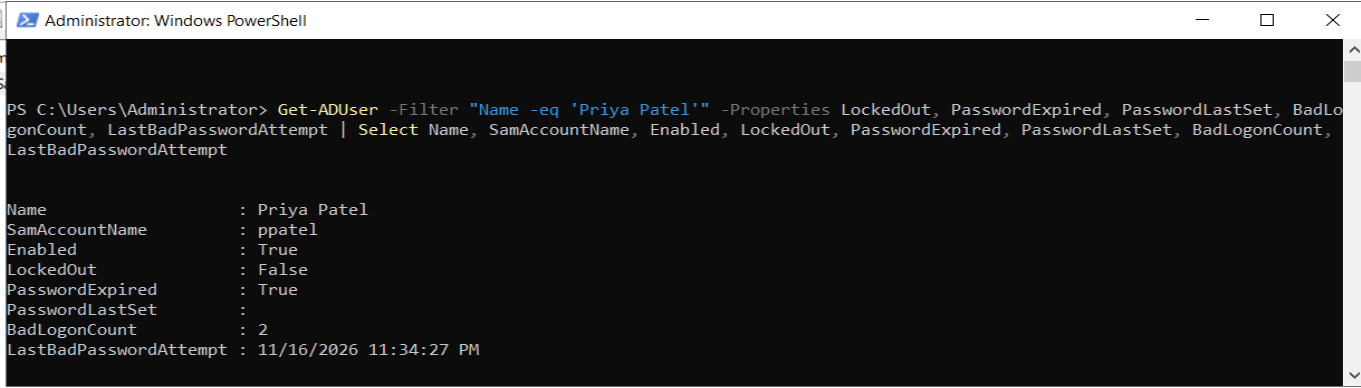 Administrator: Windows PowerShell
PS C:\Users\Administrator> Get-ADUser -Filter "Name -eq 'Priya Patel'" -Properties LockedOut, PasswordExpired, PasswordLastSet, BadLo
gonCount, LastBadPasswordAttempt | Select Name, SamAccountName, Enabled, LockedOut, PasswordExpired, PasswordLastSet, BadLogonCount,
LastBadPasswordAttempt
Name                   : Priya Patel
SamAccountName         : ppatel
Enabled                : True
LockedOut              : False
PasswordExpired        : True
PasswordLastSet        :
BadLogonCount          : 2
LastBadPasswordAttempt : 11/16/2026 11:34:27 PM